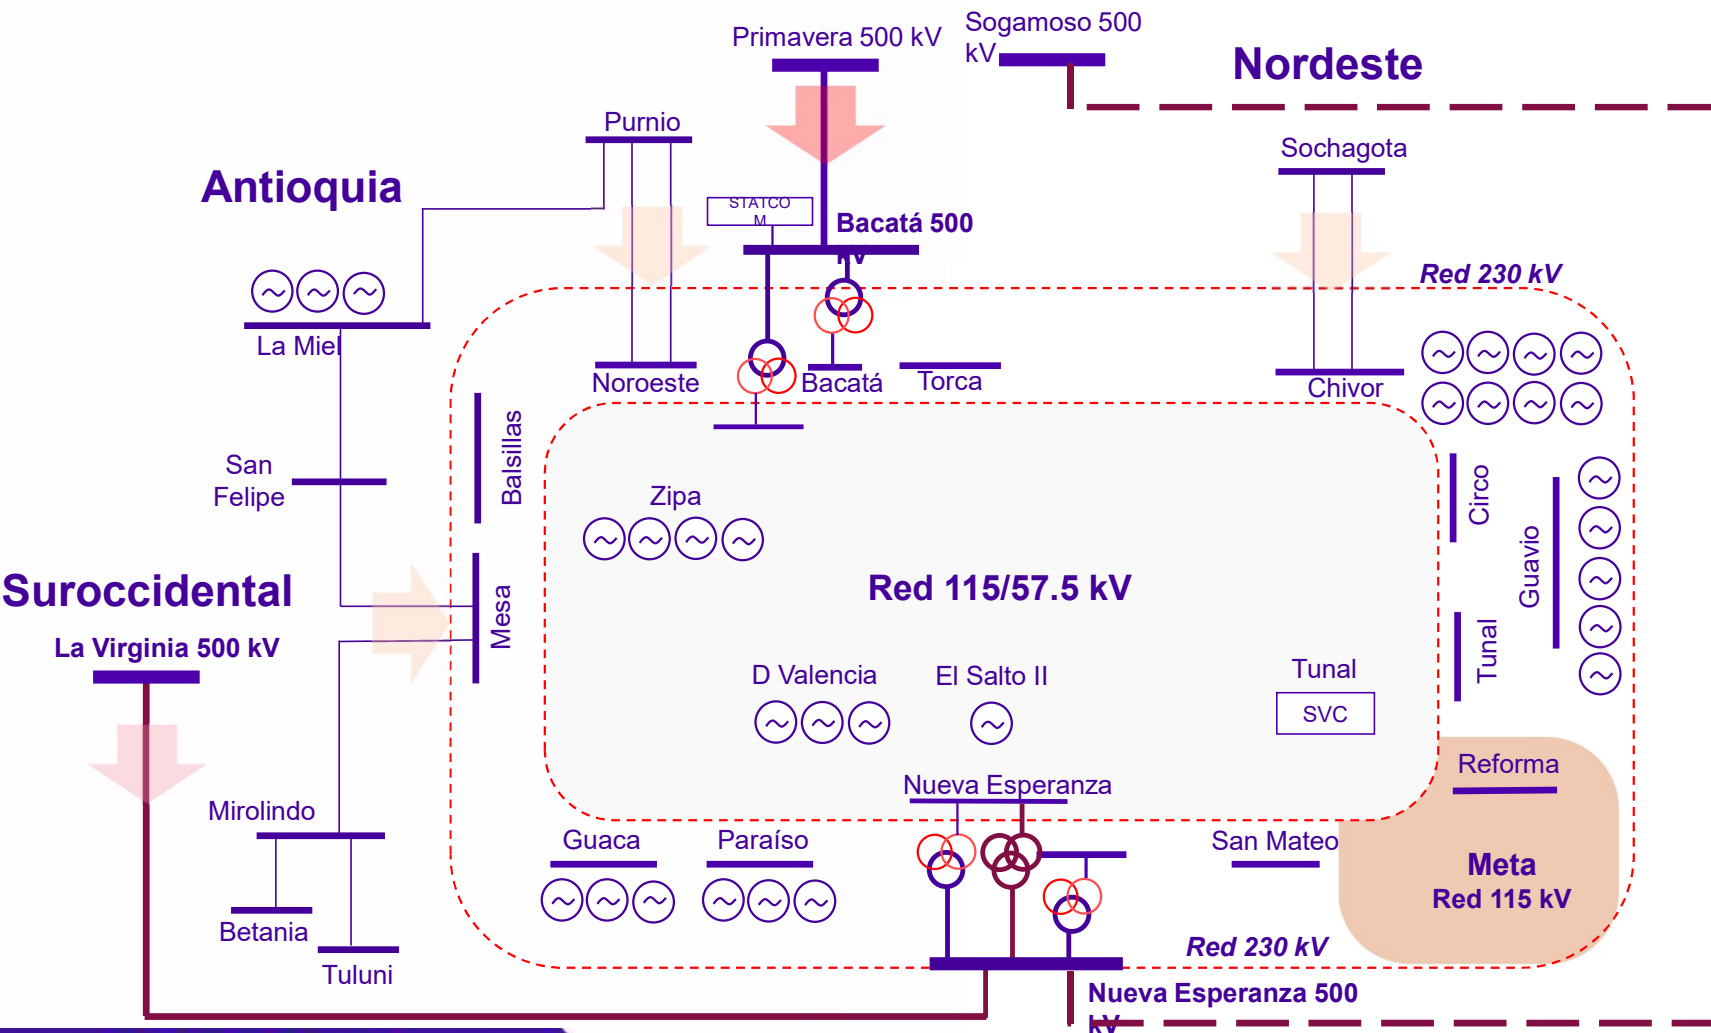 Sogamoso 500
kV
Primavera 500 kV
Nordeste
Purnio
Sochagota
Antioquia
STATCO
M
Bacatá 500
kV
Red 230 kV
La Miel
Noroeste
Bacatá
Torca
Chivor
Balsillas
San
Felipe
Zipa
Circo
Guavio
Suroccidental
Red 115/57.5 kV
Mesa
La Virginia 500 kV
Tunal
D Valencia
El Salto II
Tunal
SVC
Reforma
Nueva Esperanza
Mirolindo
Guaca
Paraíso
San Mateo
Meta
Red 115 kV
Betania
Tuluni
Red 230 kV
Nueva Esperanza 500
kV